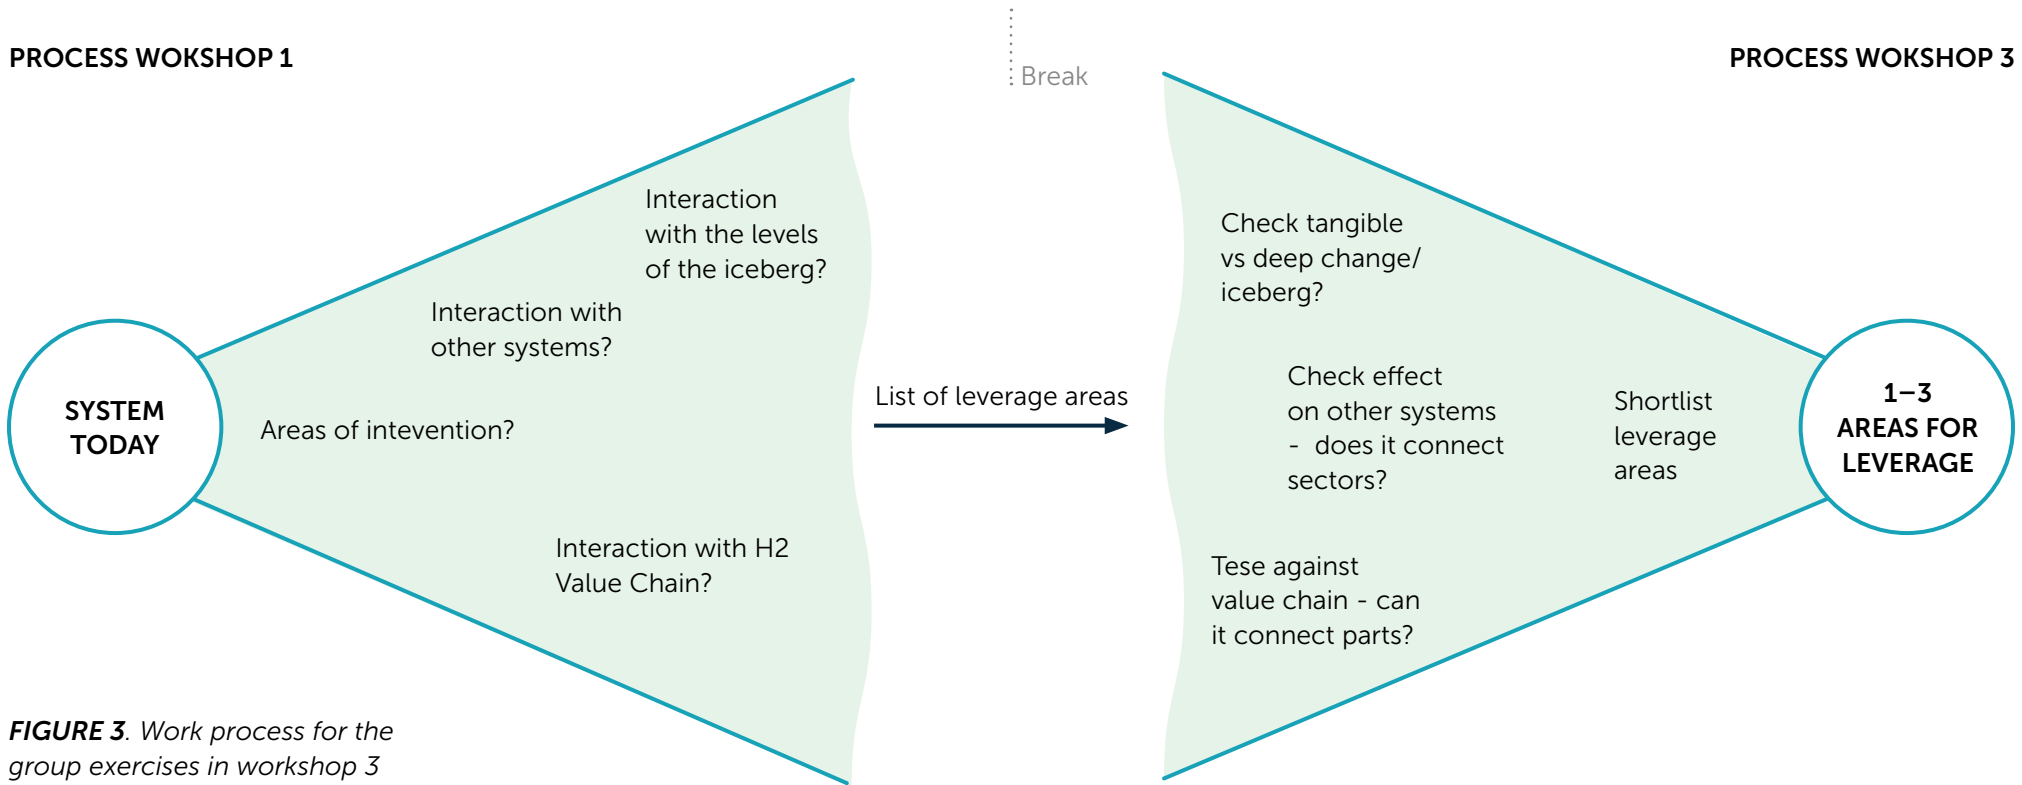 PROCESS WOKSHOP 1
Break
PROCESS WOKSHOP 3
Interaction
with the levels
of the iceberg?
Interaction with
other systems?
SYSTEM
TODAY
Areas of intevention?
Interaction with H2
Value Chain?
List of leverage areas
Check tangible
vs deep change/
iceberg?
Check effect
on other systems
- does it connect
sectors?
Tese against
value chain - can
it connect parts?
Shortlist
leverage
areas
1–3
AREAS FOR
LEVERAGE
FIGURE 3. Work process for the
group exercises in workshop 3